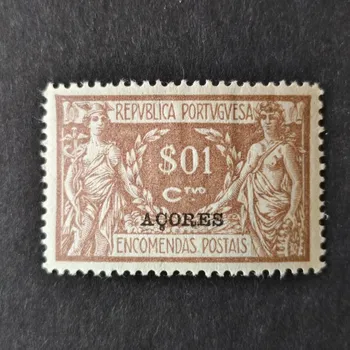 REPVBLICA PORTVGVESA
$01
CTVO
AÇORES
ENCOMENDAS POSTAIS